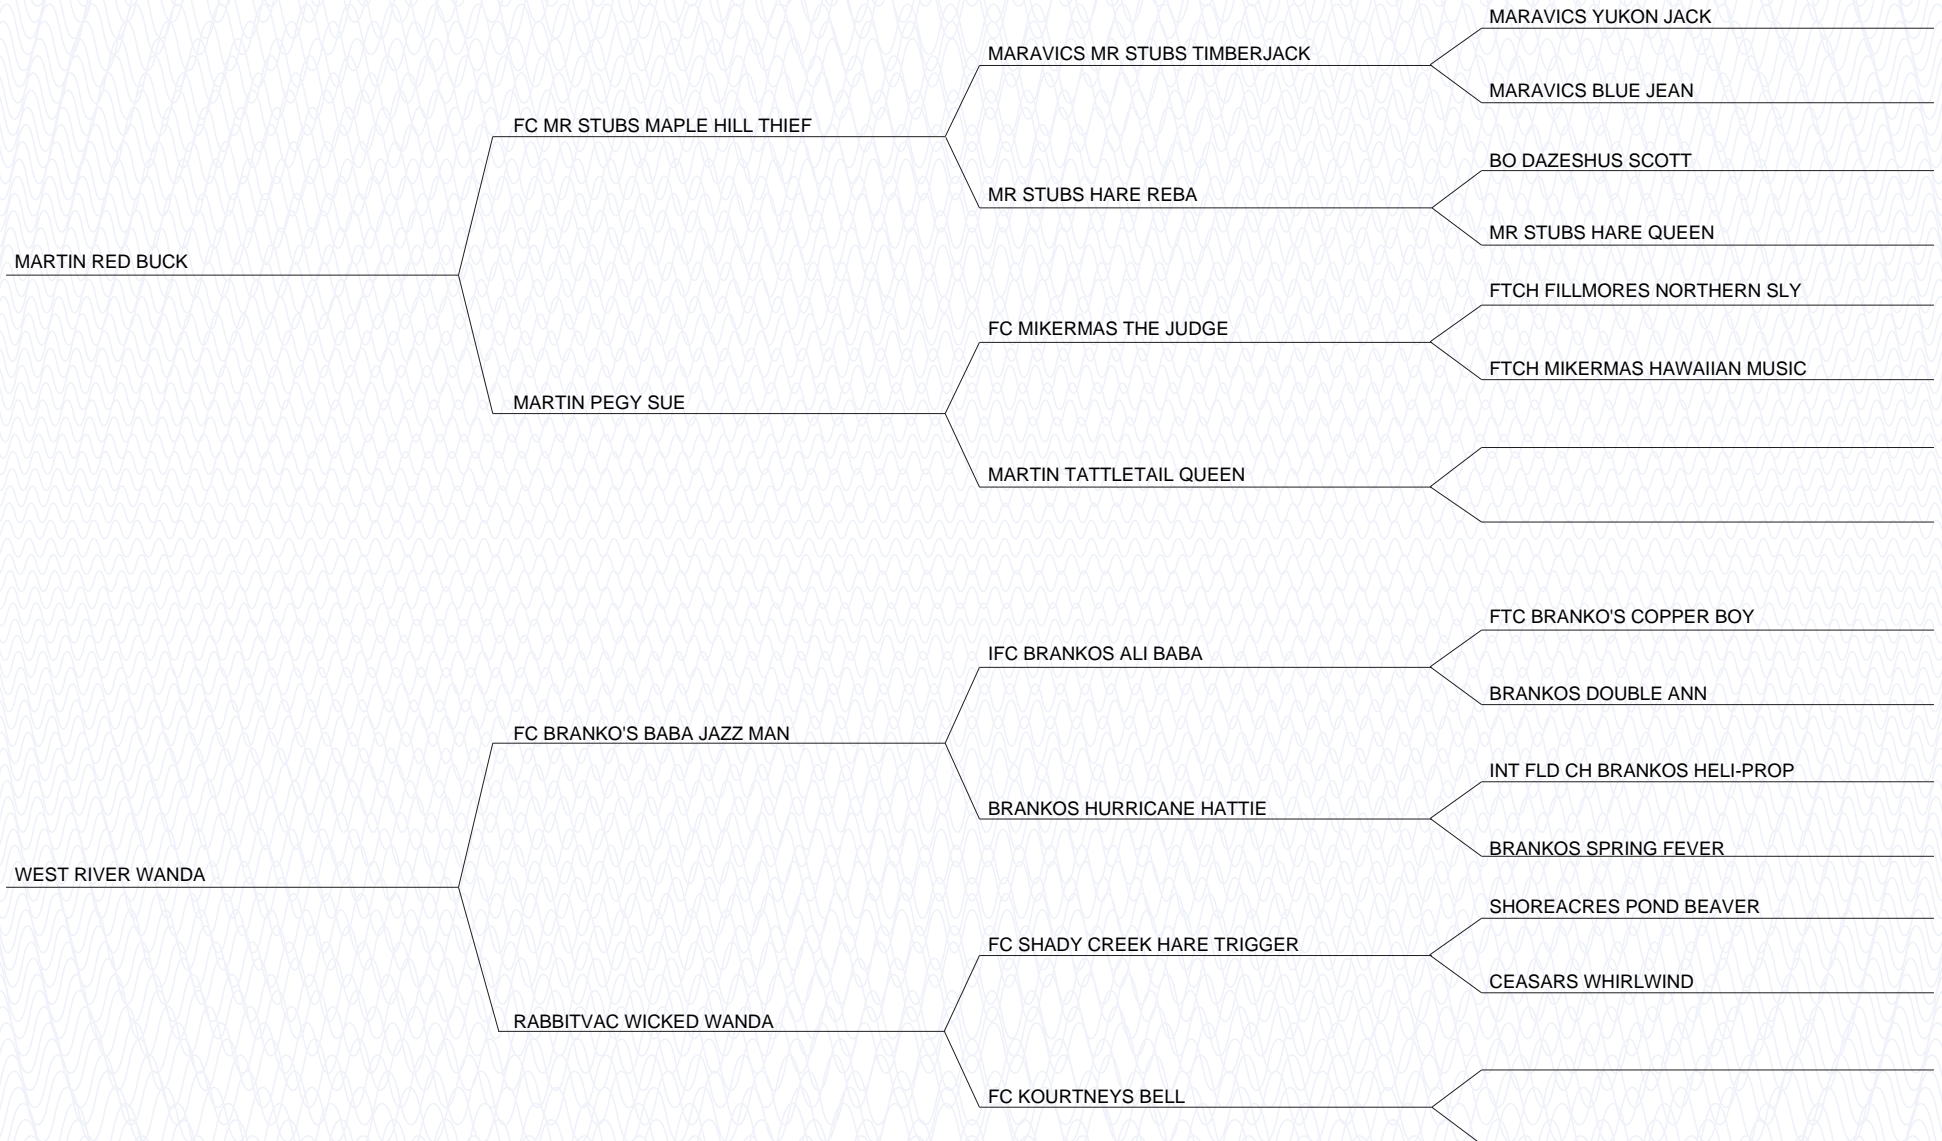 MARAVICS YUKON JACK
MARAVICS MR STUBS TIMBERJACK
MARAVICS BLUE JEAN
FC MR STUBS MAPLE HILL THIEF
BO DAZESHUS SCOTT
MR STUBS HARE REBA
MR STUBS HARE QUEEN
MARTIN RED BUCK
FTCH FILLMORES NORTHERN SLY
FC MIKERMAS THE JUDGE
FTCH MIKERMAS HAWAIIAN MUSIC
MARTIN PEGY SUE
MARTIN TATTLETAIL QUEEN
FTC BRANKO'S COPPER BOY
IFC BRANKOS ALI BABA
BRANKOS DOUBLE ANN
FC BRANKO'S BABA JAZZ MAN
INT FLD CH BRANKOS HELI-PROP
BRANKOS HURRICANE HATTIE
BRANKOS SPRING FEVER
WEST RIVER WANDA
SHOREACRES POND BEAVER
FC SHADY CREEK HARE TRIGGER
CEASARS WHIRLWIND
RABBITVAC WICKED WANDA
FC KOURTNEYS BELL